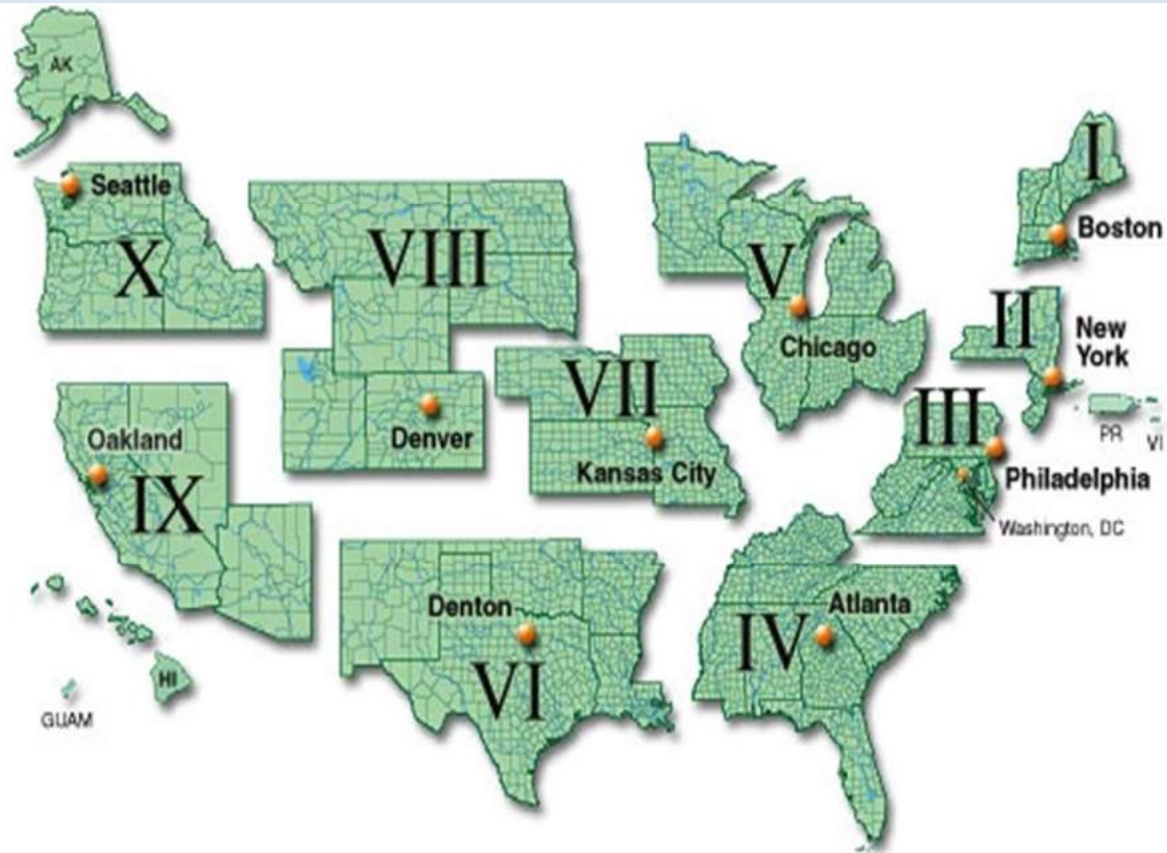 AK
I
Seattle
Boston
X
VIII
V
II
New
York
Chicago
VII
III
PR
VI
Oakland
Denver
Kansas City
Philadelphia
IX
Washington, DC
Denton
Atlanta
IV
HI
VI
GUAM